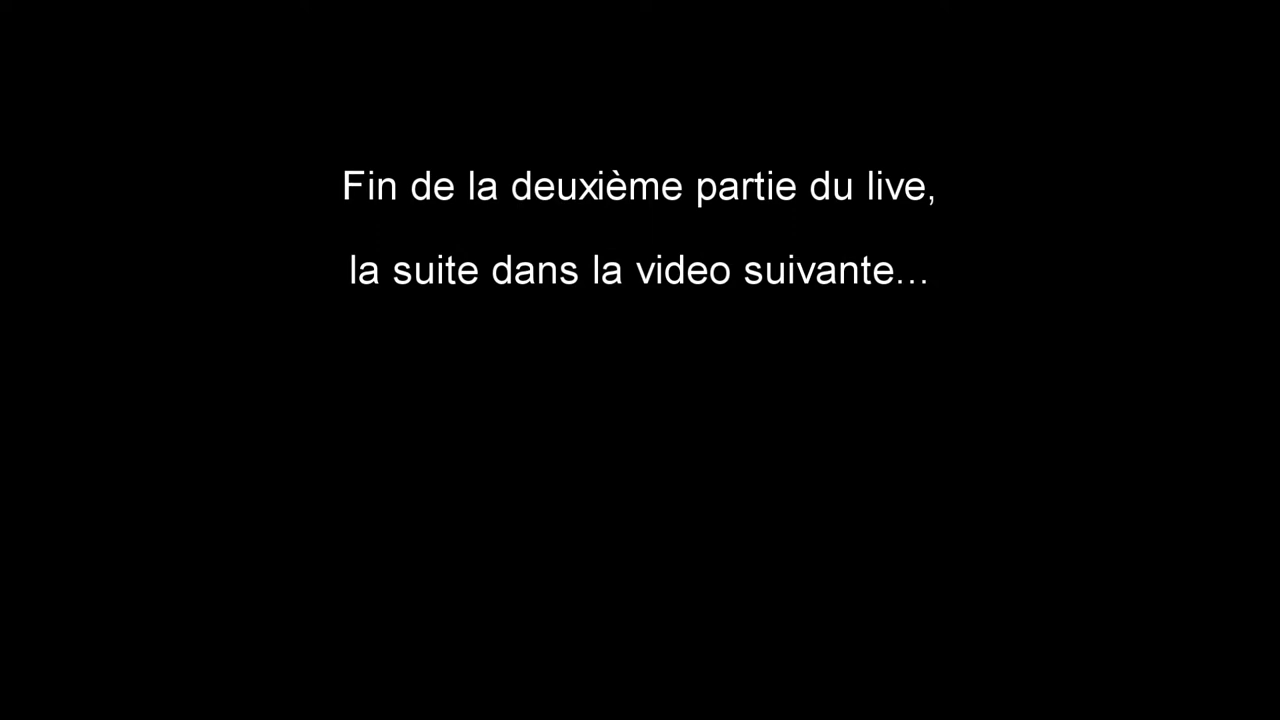 Fin de la deuxième partie du live,
la suite dans la video suivante...